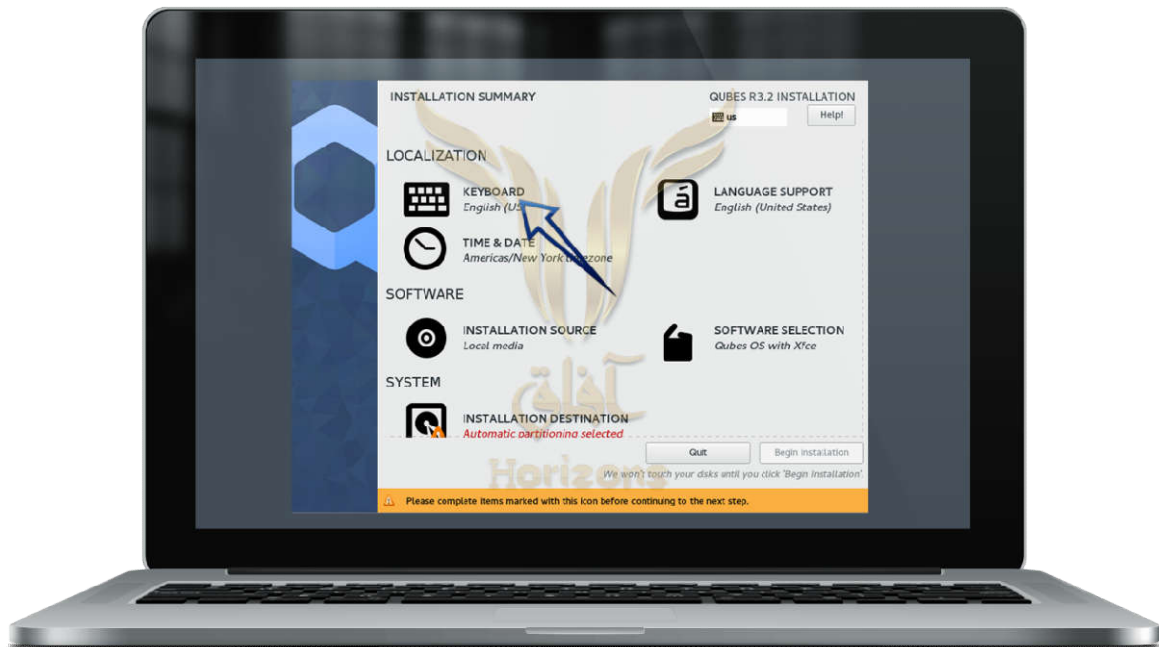 INSTALLATION SUMMARY
QUBES R3.2 INSTALLATION
us
Help!
LOCALIZATION
KEYBOARD
English (US
LANGUAGE SUPPORT
English (United States)
TIME & DATE
Americas/New York timezone
SOFTWARE
INSTALLATION SOURCE
Local media
SOFTWARE SELECTION
Qubes OS with Xfce
SYSTEM
INSTALLATION DESTINATION
Automatic partitioning selected
آفاق
Quit
Begin Installation
Horizons
We won't touch your disks until you click 'Begin Installation'.
Please complete items marked with this icon before continuing to the next step.